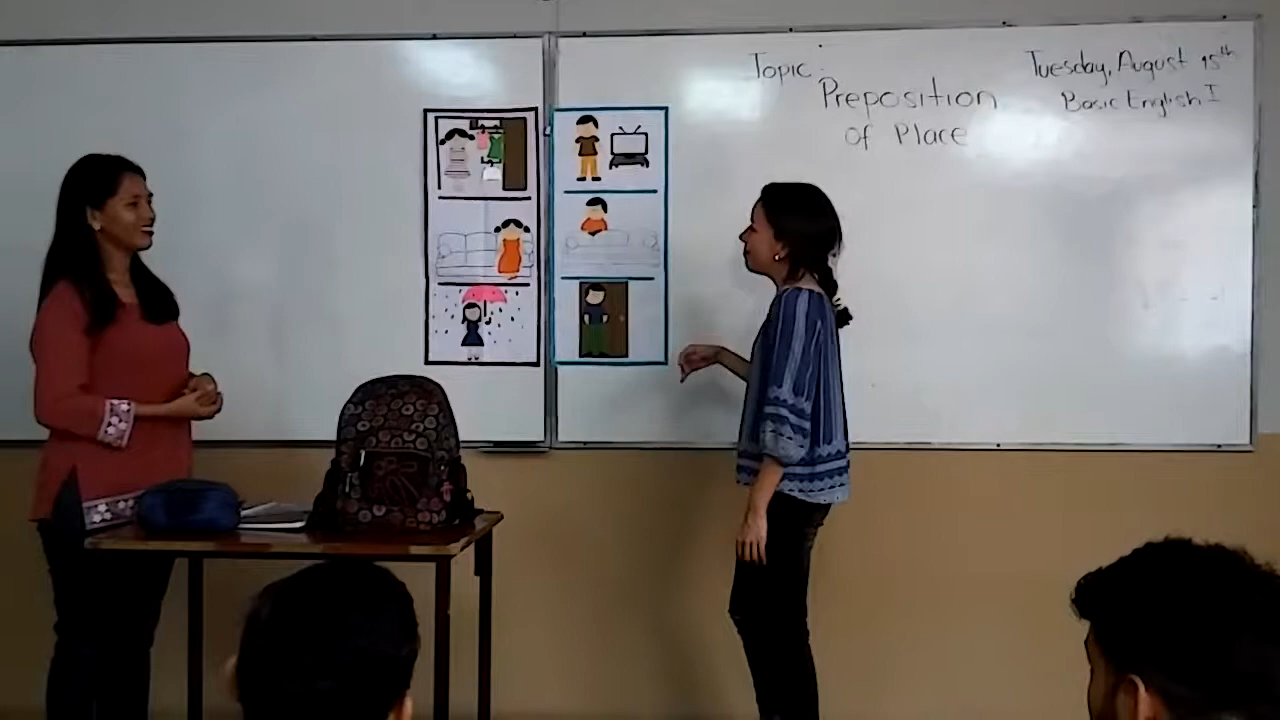 Topic:
Preposition
of Place
Tuesday, August 15th
Basic English I